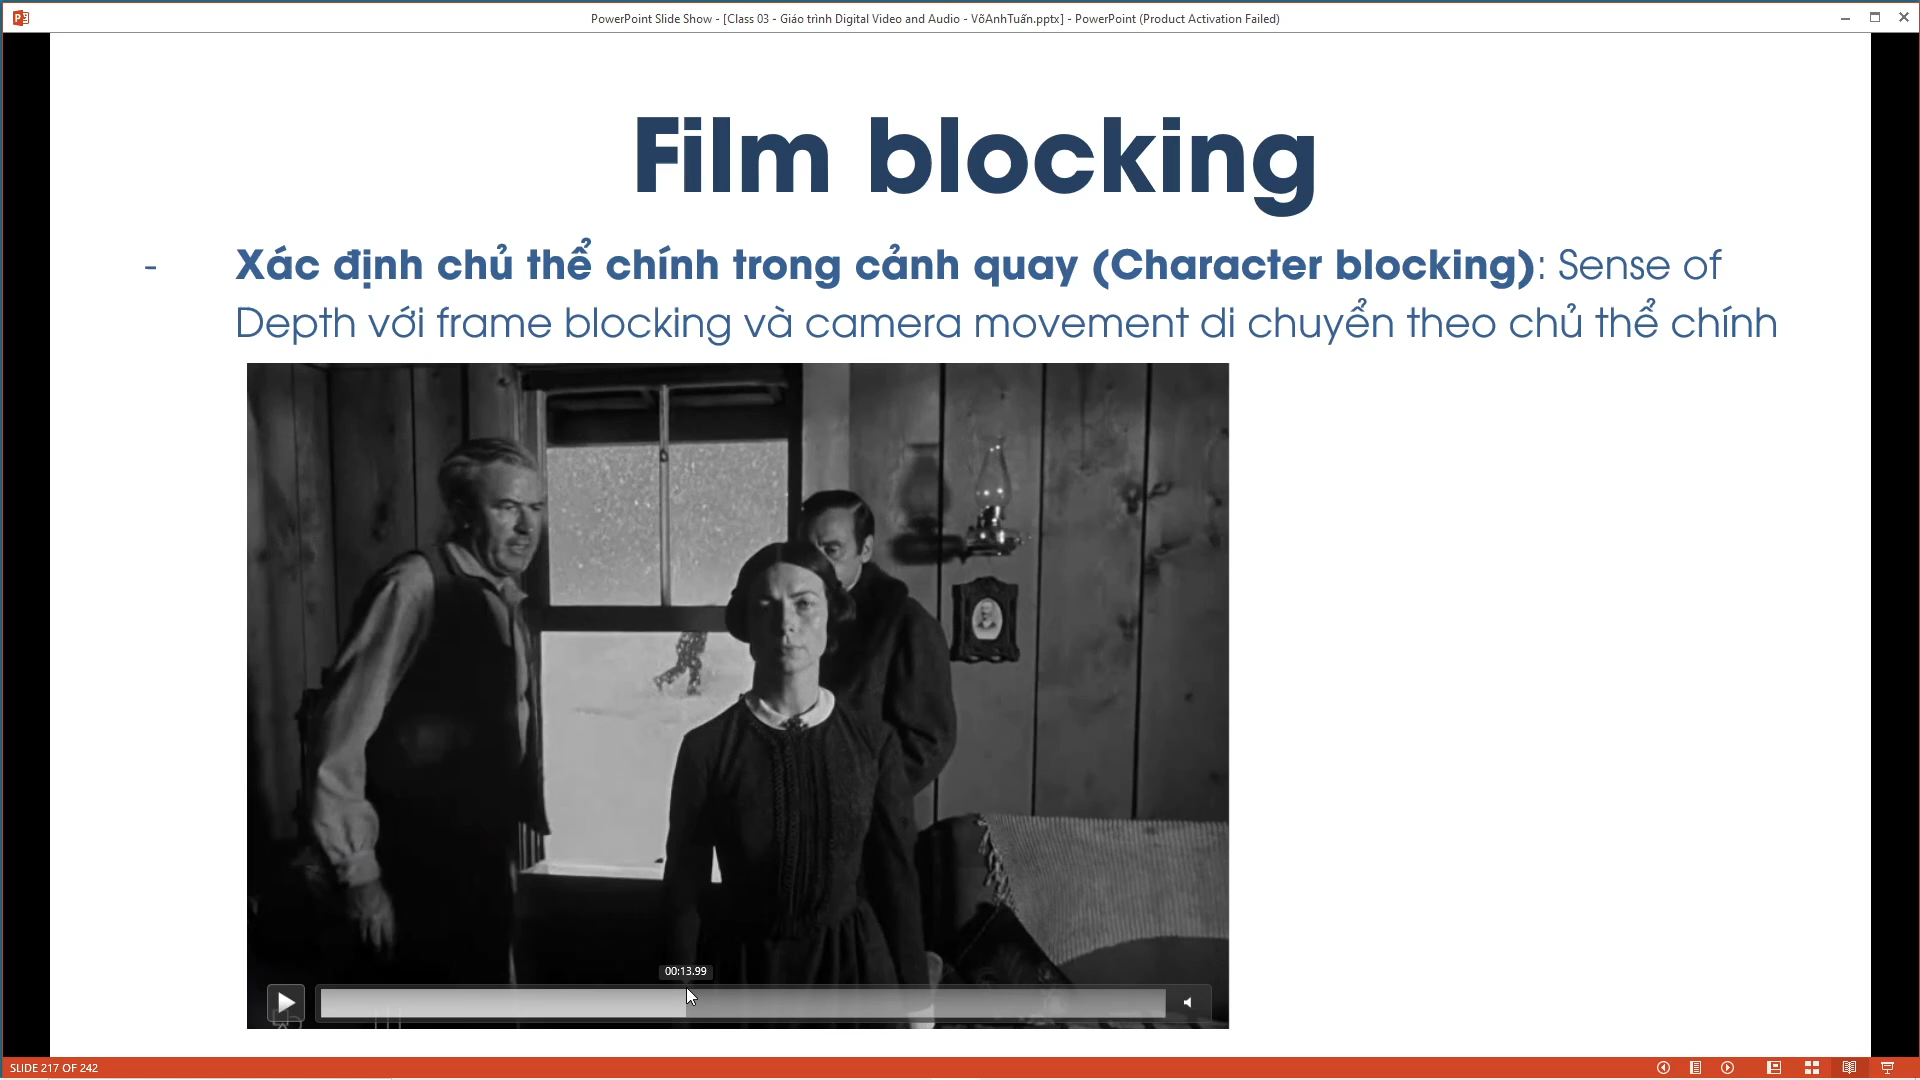 PowerPoint Slide Show - [Class 03 - Giáo trình Digital Video and Audio - VõAnhTuấn.pptx] - PowerPoint (Product Activation Failed)
Film blocking
- Xác định chủ thể chính trong cảnh quay (Character blocking): Sense of
Depth với frame blocking và camera movement di chuyển theo chủ thể chính
00:13.99
SLIDE 217 OF 242